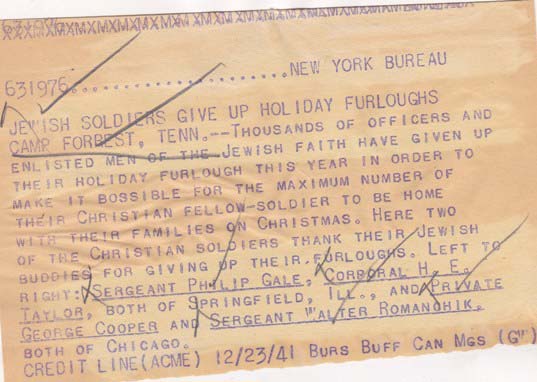 631976....................NEW YORK BUREAU
JEWISH SOLDIERS GIVE UP HOLIDAY FURLOUGHS
CAMP FORREST, TENN.--THOUSANDS OF OFFICERS AND
ENLISTED MEN OF THE JEWISH FAITH HAVE GIVEN UP
THEIR HOLIDAY FURLOUGH THIS YEAR IN ORDER TO
MAKE IT BOSSIBLE FOR THE MAXIMUM NUMBER OF
THEIR CHRISTIAN FELLOW-SOLDIER TO BE HOME
WITH THEIR FAMILIES ON CHRISTMAS. HERE TWO
OF THE CHRISTIAN SOLDIERS THANK THEIR JEWISH
BUDDIES FOR GIVING UP THEIR FURLOUGHS. LEFT TO
RIGHT: SERGEANT PHILIP GALE, CORPORAL H. E.
TAYLOR, BOTH OF SPRINGFIELD, ILL., AND PRIVATE
GEORGE COOPER AND SERGEANT WALTER ROMANOHIK,
BOTH OF CHICAGO.
CREDIT LINE(ACME) 12/23/41 BURS BUFF CAN MGS (GW)